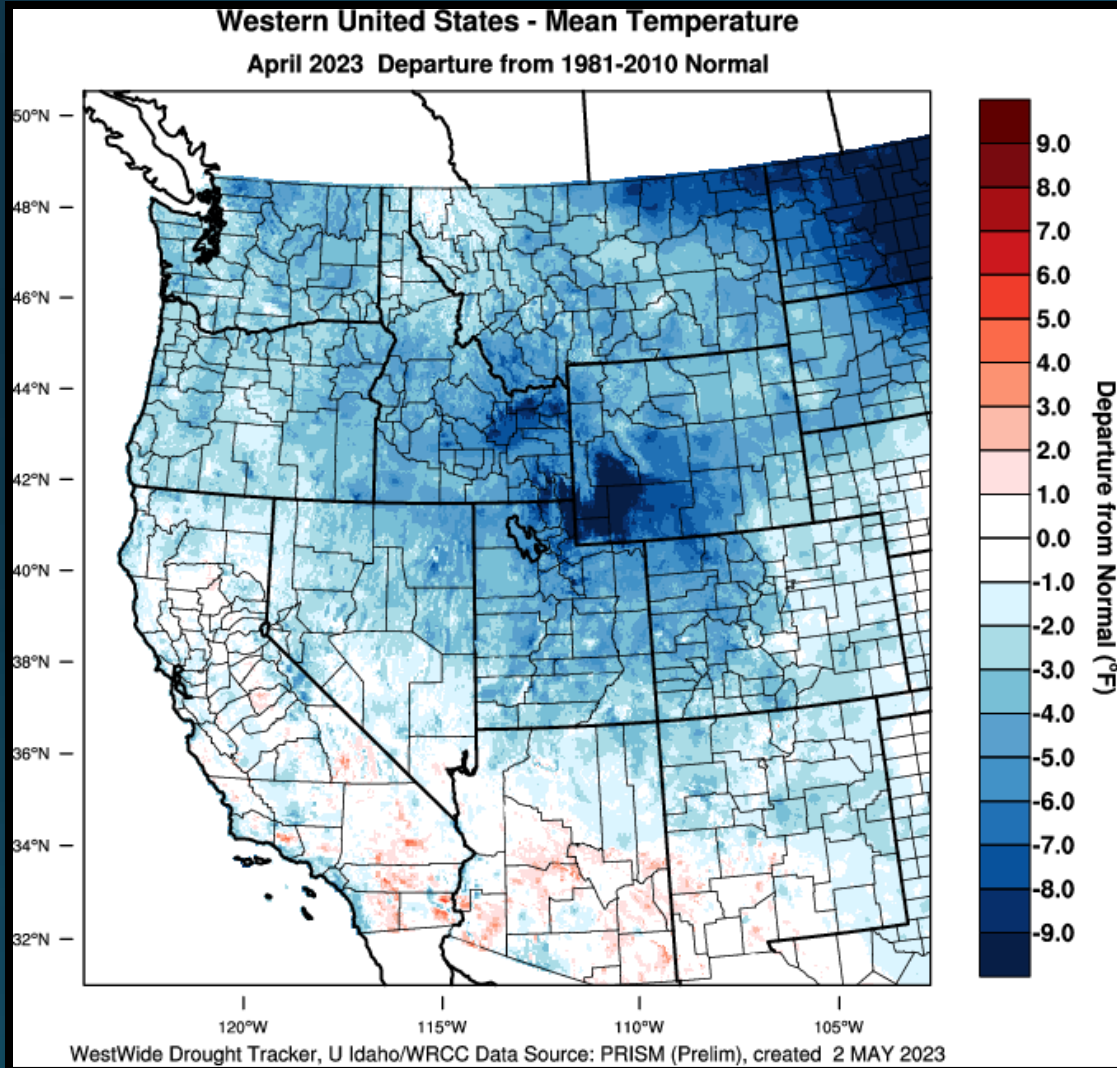 Western United States - Mean Temperature
April 2023 Departure from 1981-2010 Normal
50°N
48°N
46°N
44°N
42°N
40°N
38°N
36°N
34°N
32°N
120°W
115°W
110°W
105°W
9.0
8.0
7.0
6.0
5.0
4.0
3.0
2.0
1.0
0.0
-1.0
-2.0
-3.0
-4.0
-5.0
-6.0
-7.0
-8.0
-9.0
Departure from Normal (°F)
WestWide Drought Tracker, U Idaho/WRCC Data Source: PRISM (Prelim), created 2 MAY 2023